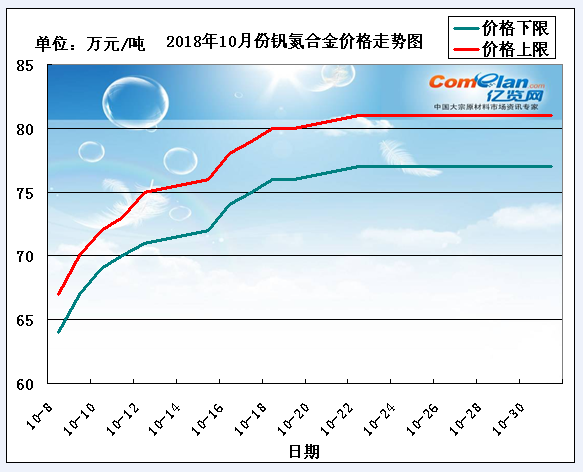 单位：万元/吨
2018年10月份钒氮合金价格走势图
价格下限
价格上限
ComeLan.com
亿览网
中国大宗原材料市场资讯专家
85
80
75
70
65
60
10-8
10-10
10-12
10-14
10-16
10-18
10-20
10-22
10-24
10-26
10-28
10-30
日期